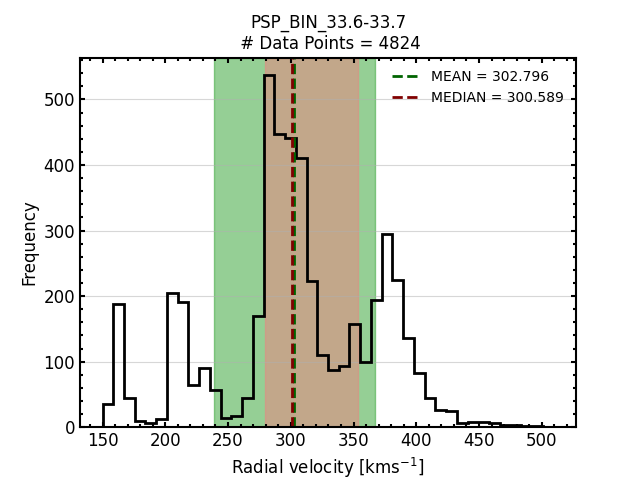 PSP_BIN_33.6-33.7
# Data Points = 4824
MEAN = 302.796
MEDIAN = 300.589
Frequency
500
400
300
200
100
0
150 200 250 300 350 400 450 500
Radial velocity [kms⁻¹]